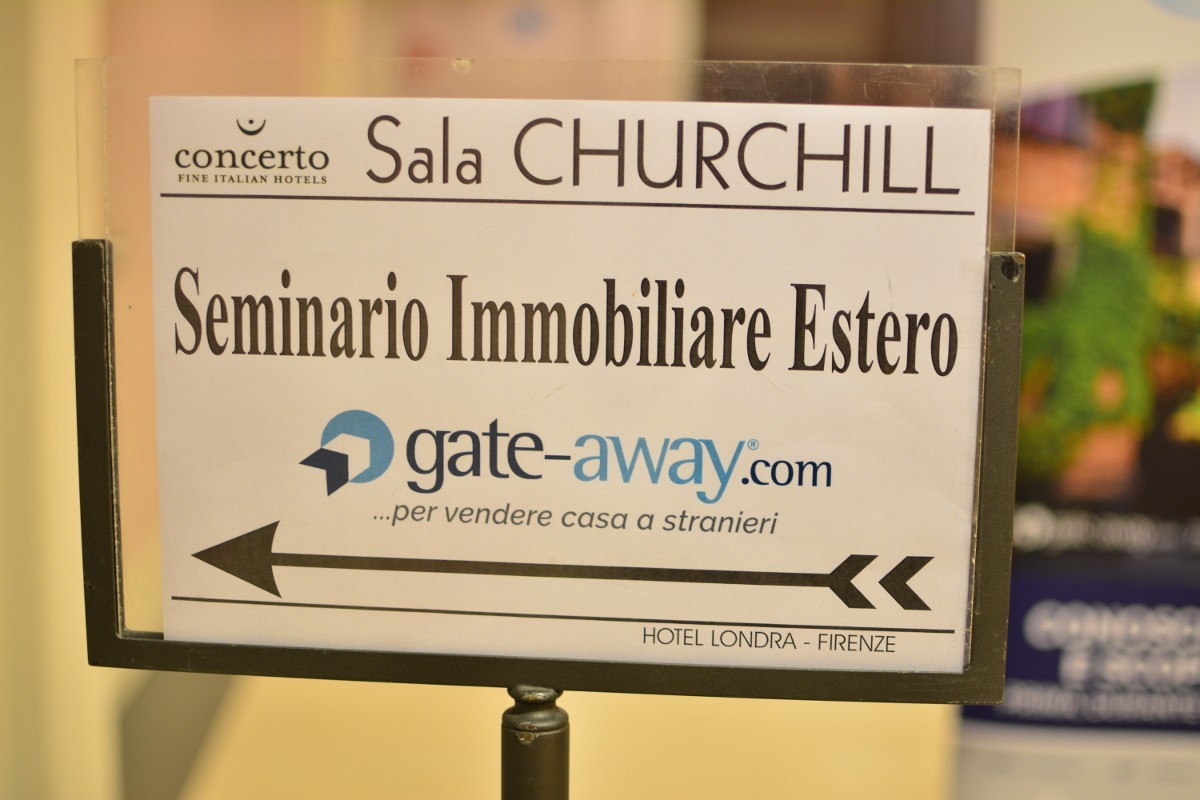 concerto
FINE ITALIAN HOTELS
Sala CHURCHILL
Seminario Immobiliare Estero
gate-away®.com
...per vendere casa a stranieri
HOTEL LONDRA - FIRENZE